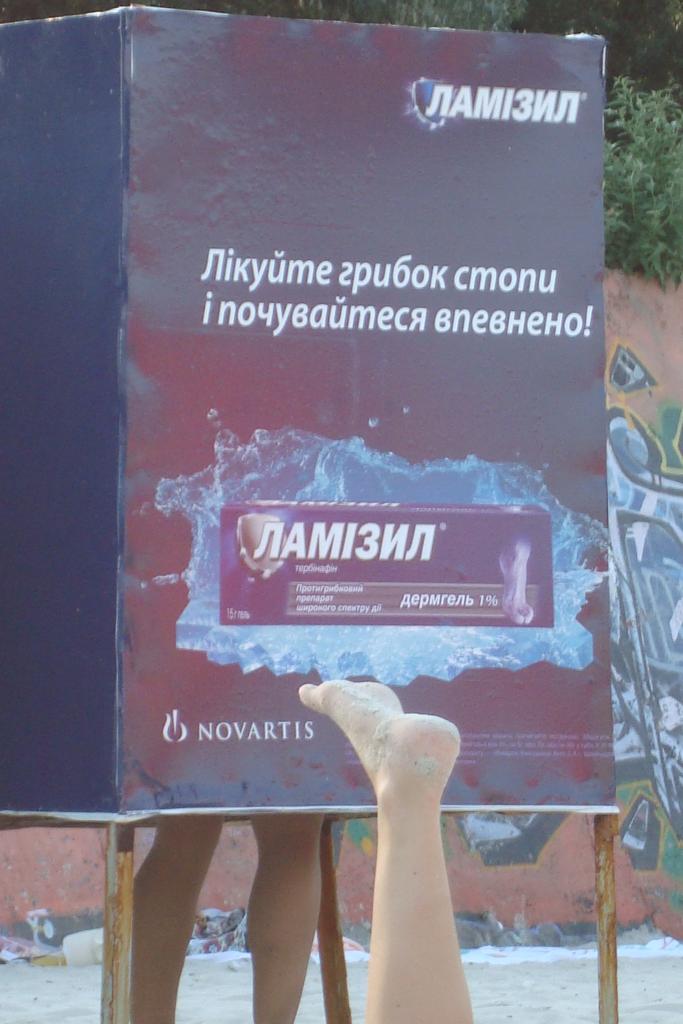 ЛАМІЗИЛ®
Лікуйте грибок стопи
і почувайтеся впевнено!
ЛАМІЗИЛ®
тербінафін
Протигрибковий
препарат
широкого спектру дії
дермгель 1%
15 г гель
NOVARTIS